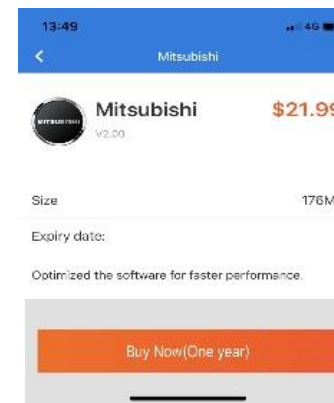 13:49
4G
Mitsubishi
MITSUBISHI
Mitsubishi
$21.99
V2.00
Size
176M
Expiry date:
Optimized the software for faster performance.
Buy Now(One year)